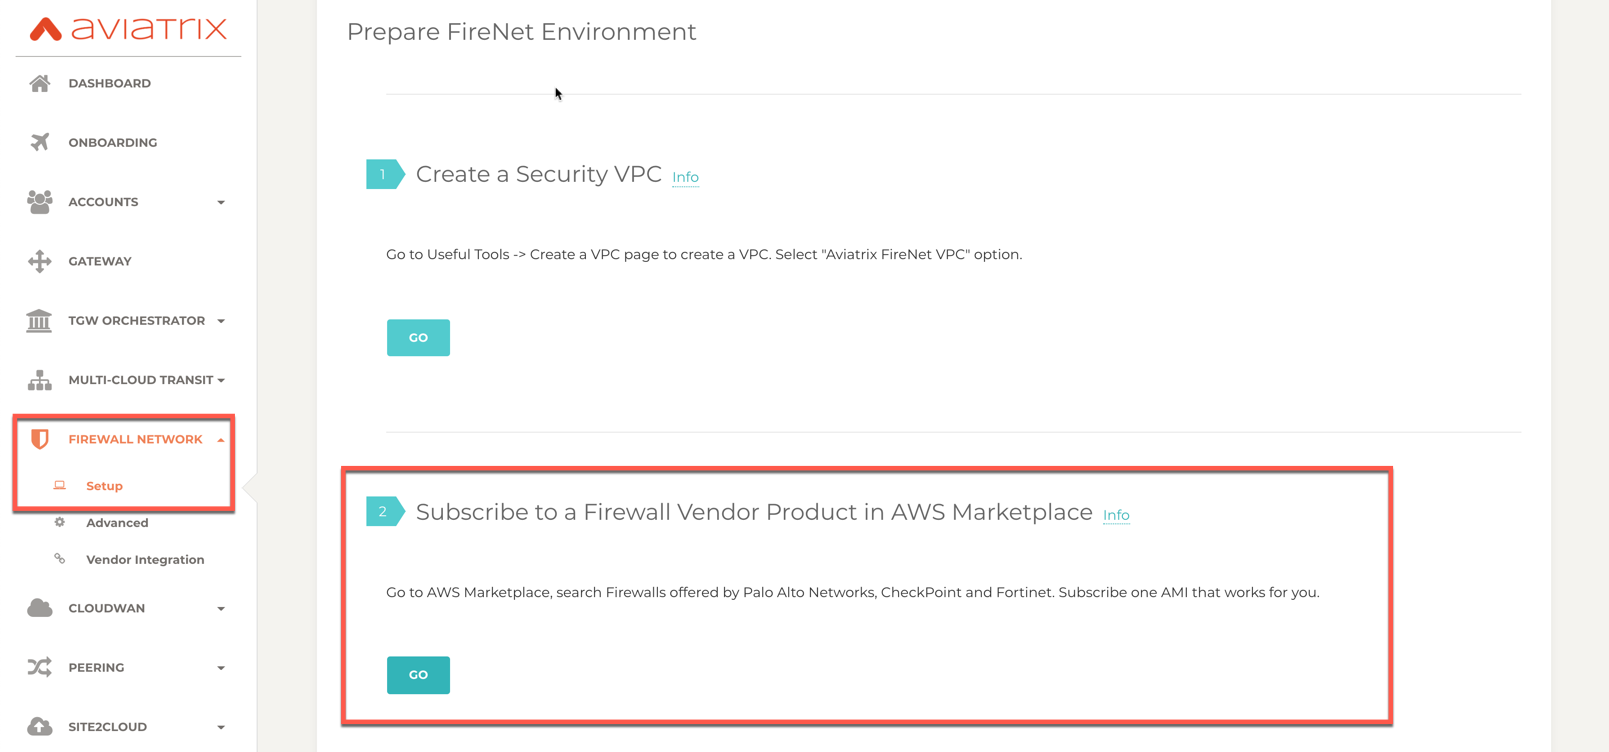 aviatrix
DASHBOARD
ONBOARDING
ACCOUNTS
GATEWAY
TGW ORCHESTRATOR
MULTI-CLOUD TRANSIT
FIREWALL NETWORK
Setup
Advanced
Vendor Integration
CLOUDWAN
PEERING
SITE2CLOUD
Prepare FireNet Environment
1 Create a Security VPC Info
Go to Useful Tools -> Create a VPC page to create a VPC. Select "Aviatrix FireNet VPC" option.
GO
2 Subscribe to a Firewall Vendor Product in AWS Marketplace Info
Go to AWS Marketplace, search Firewalls offered by Palo Alto Networks, CheckPoint and Fortinet. Subscribe one AMI that works for you.
GO